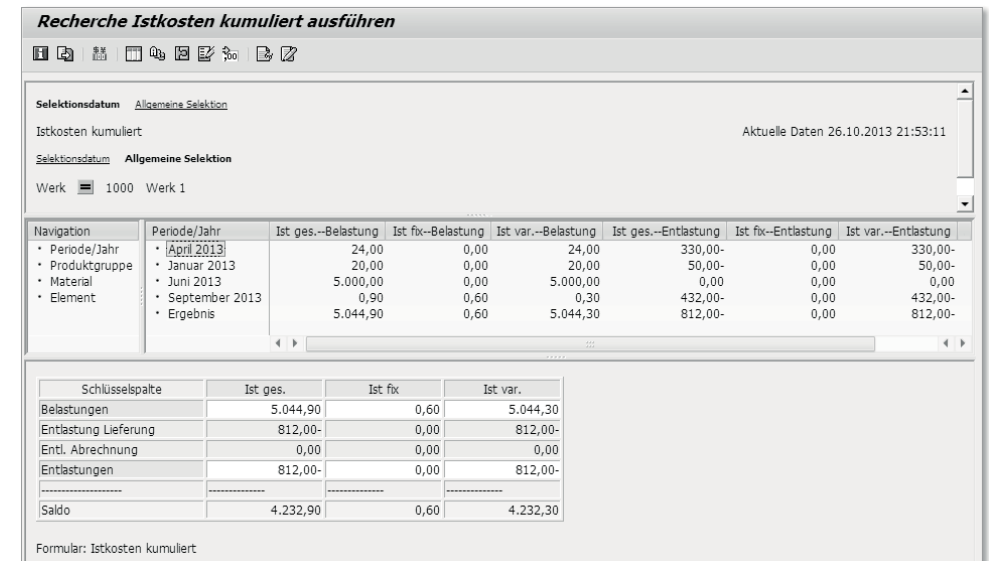 Recherche Istkosten kumuliert ausführen
Selektionsdatum Allgemeine Selektion
Istkosten kumuliert Aktuelle Daten 26.10.2013 21:53:11
Selektionsdatum Allgemeine Selektion
Werk = 1000 Werk 1
Navigation
• Periode/Jahr
• Produktgruppe
• Material
• Element
Periode/Jahr Ist ges.--Belastung Ist fix--Belastung Ist var.--Belastung Ist ges.--Entlastung Ist fix--Entlastung Ist var.--Entlastung
• April 2013 24,00 0,00 24,00 330,00- 0,00 330,00-
• Januar 2013 20,00 0,00 20,00 50,00- 0,00 50,00-
• Juni 2013 5.000,00 0,00 5.000,00 0,00 0,00 0,00
• September 2013 0,90 0,60 0,30 432,00- 0,00 432,00-
• Ergebnis 5.044,90 0,60 5.044,30 812,00- 0,00 812,00-
Schlüsselspalte Ist ges. Ist fix Ist var.
Belastungen 5.044,90 0,60 5.044,30
Entlastung Lieferung 812,00- 0,00 812,00-
Entl. Abrechnung 0,00 0,00 0,00
Entlastungen 812,00- 0,00 812,00-
-------------------- -------------- -------------- --------------
Saldo 4.232,90 0,60 4.232,30
Formular: Istkosten kumuliert